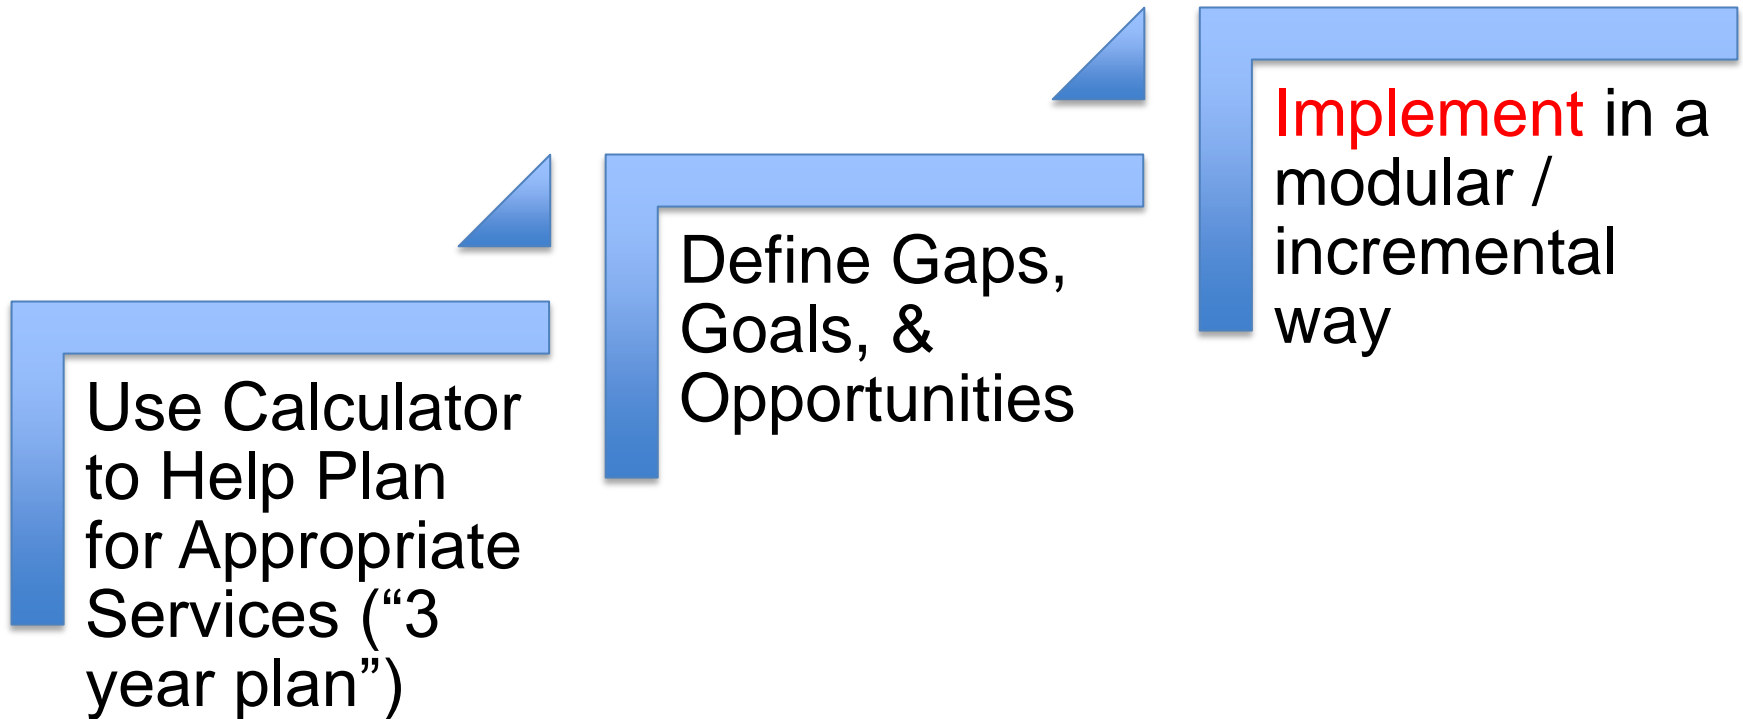 Use Calculator
to Help Plan
for Appropriate
Services (“3
year plan”)
Define Gaps,
Goals, &
Opportunities
Implement in a
modular /
incremental
way